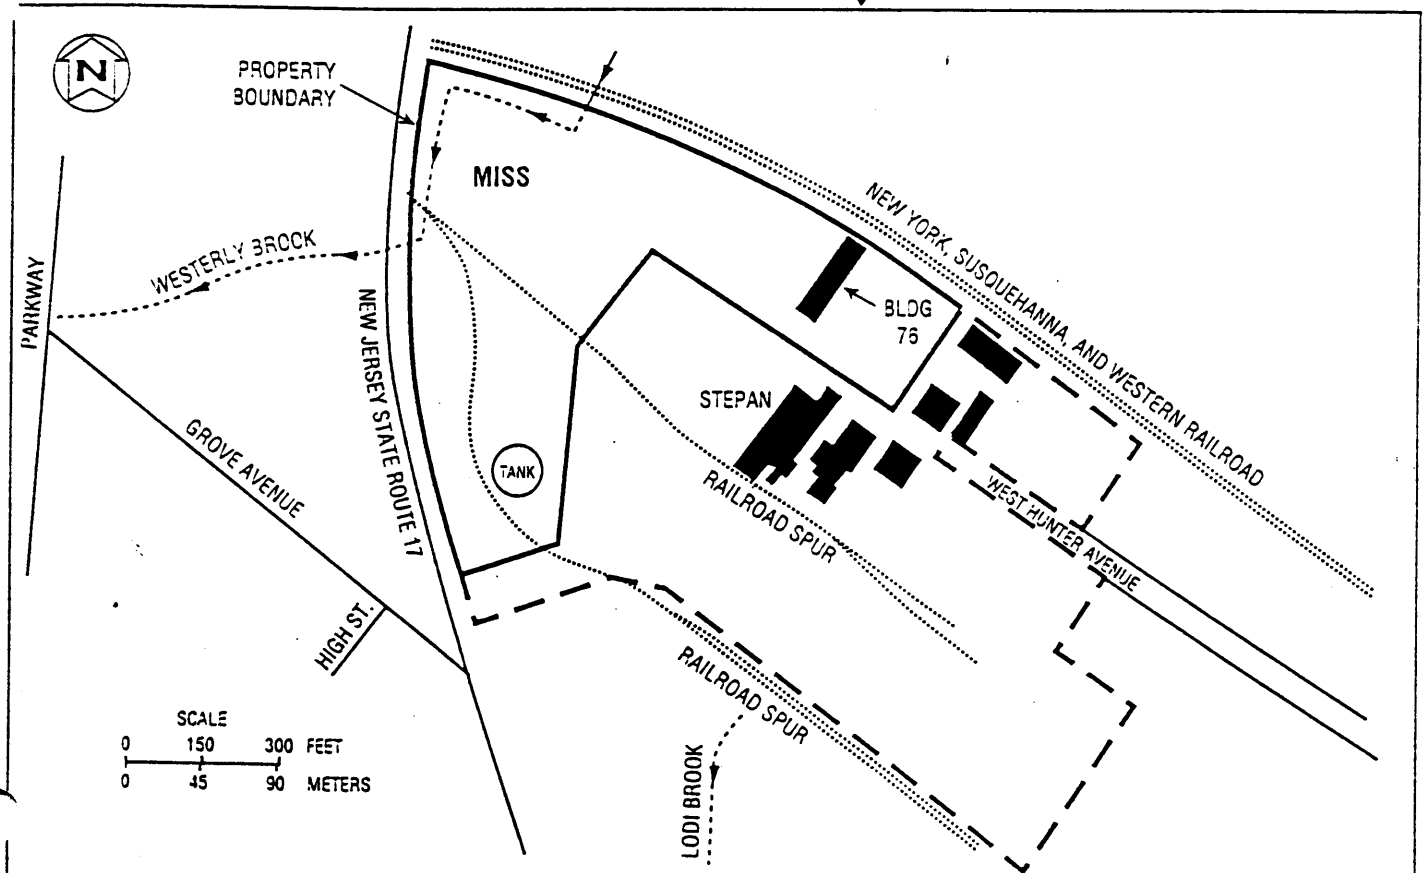 N
PROPERTY
BOUNDARY
MISS
NEW YORK, SUSQUEHANNA, AND WESTERN RAILROAD
WESTERLY BROOK
PARKWAY
NEW JERSEY STATE ROUTE 17
BLDG
76
STEPAN
GROVE AVENUE
TANK
RAILROAD SPUR
WEST HUNTER AVENUE
HIGH ST.
RAILROAD SPUR
LODI BROOK
SCALE
0 150 300 FEET
0 45 90 METERS